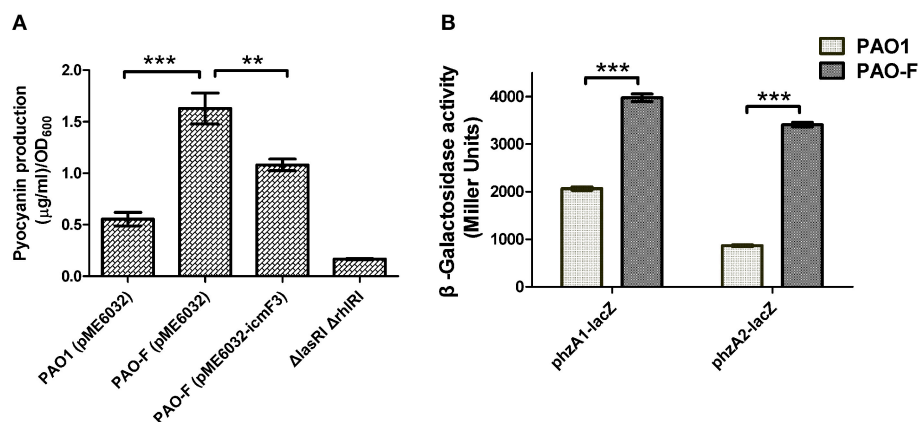 A
Pyocyanin production
(µg/ml)/OD600
2.0
1.5
1.0
0.5
0.0
***
**
PAO1 (pME6032)
PAO-F (pME6032)
PAO-F (pME6032-icmF3)
ΔlasRI ΔrhlRI
B
β-Galactosidase activity
(Miller Units)
4000
3000
2000
1000
0
***
***
PAO1
PAO-F
phzA1-lacZ
phzA2-lacZ